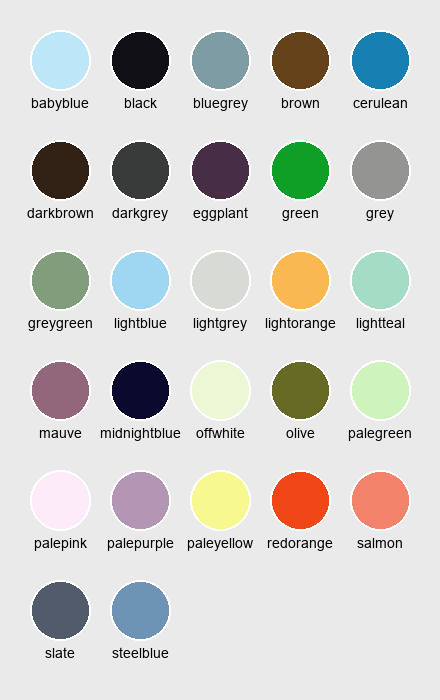 babyblue black bluegrey brown cerulean
darkbrown darkgrey eggplant green grey
greygreen lightblue lightgrey lightorange lightteal
mauve midnightblue offwhite olive palegreen
palepink palepurple paleyellow redorange salmon
slate steelblue